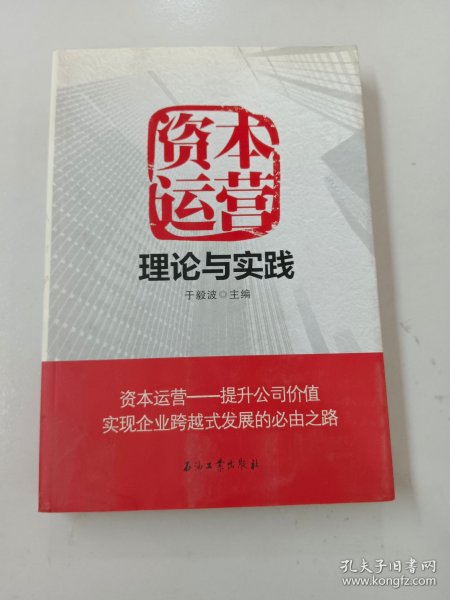 资本
运营
理论与实践
于毅波◎主编
资本运营——提升公司价值
实现企业跨越式发展的必由之路
石油工业出版社
孔夫子旧书网
www.kongfz.com